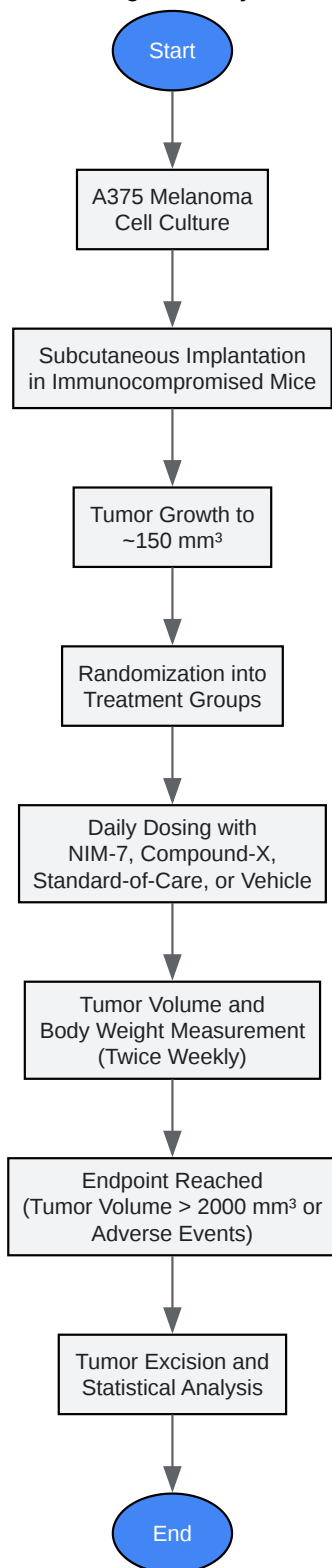 Start
A375 Melanoma
Cell Culture
Subcutaneous Implantation
in Immunocompromised Mice
Tumor Growth to
~150 mm³
Randomization into
Treatment Groups
Daily Dosing with
NIM-7, Compound-X,
Standard-of-Care, or Vehicle
Tumor Volume and
Body Weight Measurement
(Twice Weekly)
Endpoint Reached
(Tumor Volume > 2000 mm³ or
Adverse Events)
Tumor Excision and
Statistical Analysis
End